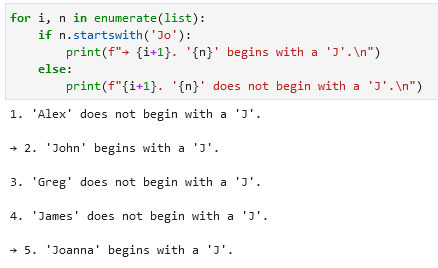 for i, n in enumerate(list):
    if n.startswith('Jo'):
        print(f"→ {i+1}. '{n}' begins with a 'J'.\n")
    else:
        print(f"{i+1}. '{n}' does not begin with a 'J'.\n")
1. 'Alex' does not begin with a 'J'.
→ 2. 'John' begins with a 'J'.
3. 'Greg' does not begin with a 'J'.
4. 'James' does not begin with a 'J'.
→ 5. 'Joanna' begins with a 'J'.